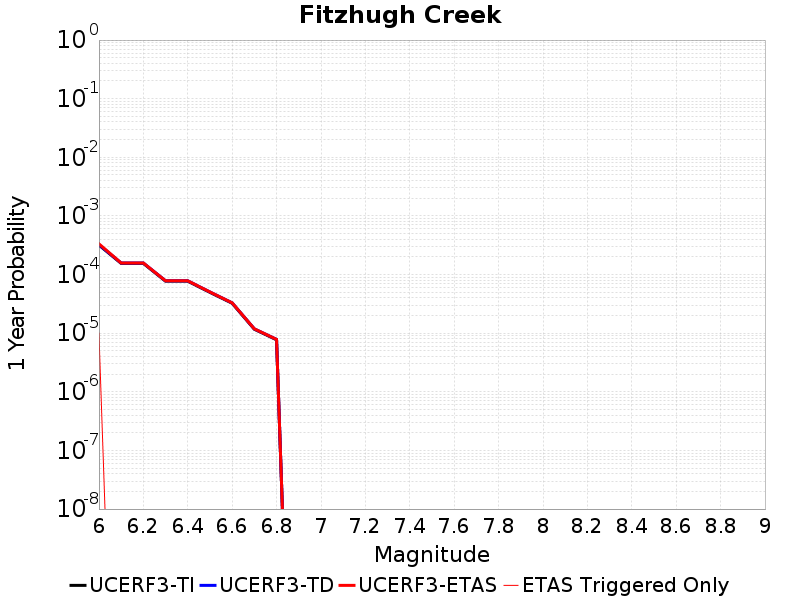 Fitzhugh Creek
1 Year Probability
10^0
10^-1
10^-2
10^-3
10^-4
10^-5
10^-6
10^-7
10^-8
6 6.2 6.4 6.6 6.8 7 7.2 7.4 7.6 7.8 8 8.2 8.4 8.6 8.8 9
Magnitude
UCERF3-TI UCERF3-TD UCERF3-ETAS ETAS Triggered Only